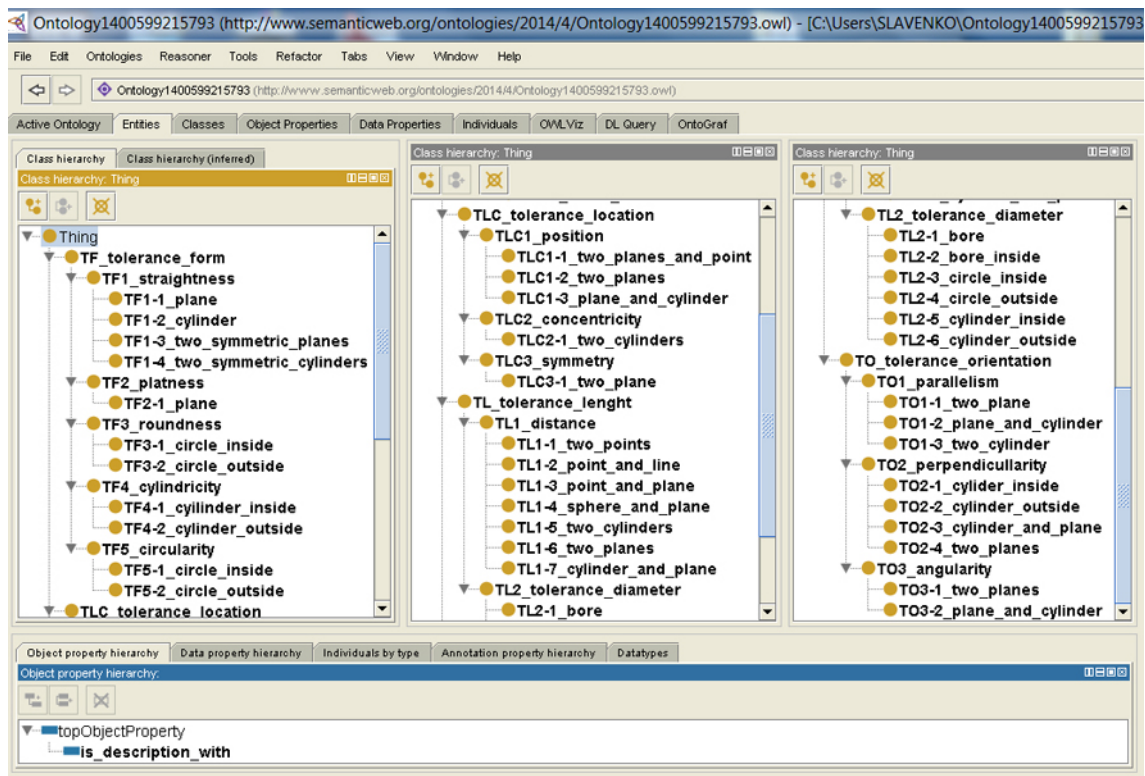 Ontology1400599215793 (http://www.semanticweb.org/ontologies/2014/4/Ontology1400599215793.owl) - [C:\Users\SLAVENKO\Ontology1400599215793
File Edit Ontologies Reasoner Tools Refactor Tabs View Window Help
Ontology1400599215793 (http://www.semanticweb.org/ontologies/2014/4/Ontology1400599215793.owl)
Active Ontology Entities Classes Object Properties Data Properties Individuals OWLViz DL Query OntoGraf
Class hierarchy Class hierarchy (inferred)
Class hierarchy: Thing
Thing
TF_tolerance_form
TF1_straightness
TF1-1_plane
TF1-2_cylinder
TF1-3_two_symmetric_planes
TF1-4_two_symmetric_cylinders
TF2_platness
TF2-1_plane
TF3_roundness
TF3-1_circle_inside
TF3-2_circle_outside
TF4_cylindricity
TF4-1_cyilinder_inside
TF4-2_cyilinder_outside
TF5_circularity
TF5-1_circle_inside
TF5-2_circle_outside
TLC_tolerance_location
Class hierarchy: Thing
TLC_tolerance_location
TLC1_position
TLC1-1_two_planes_and_point
TLC1-2_two_planes
TLC1-3_plane_and_cylinder
TLC2_concentricity
TLC2-1_two_cylinders
TLC3_symmetry
TLC3-1_two_plane
TL_tolerance_lenght
TL1_distance
TL1-1_two_points
TL1-2_point_and_line
TL1-3_point_and_plane
TL1-4_sphere_and_plane
TL1-5_two_cylinders
TL1-6_two_planes
TL1-7_cylinder_and_plane
TL2_tolerance_diameter
TL2-1_bore
Class hierarchy: Thing
TL2_tolerance_diameter
TL2-1_bore
TL2-2_bore_inside
TL2-3_circle_inside
TL2-4_circle_outside
TL2-5_cylinder_inside
TL2-6_cylinder_outside
TO_tolerance_orientation
TO1_parallelism
TO1-1_two_plane
TO1-2_plane_and_cylinder
TO1-3_two_cylinder
TO2_perpendicullarity
TO2-1_cylider_inside
TO2-2_cylinder_outside
TO2-3_cylinder_and_plane
TO2-4_two_planes
TO3_angularity
TO3-1_two_planes
TO3-2_plane_and_cylinder
Object property hierarchy Data property hierarchy Individuals by type Annotation property hierarchy Datatypes
Object property hierarchy:
topObjectProperty
is_description_with